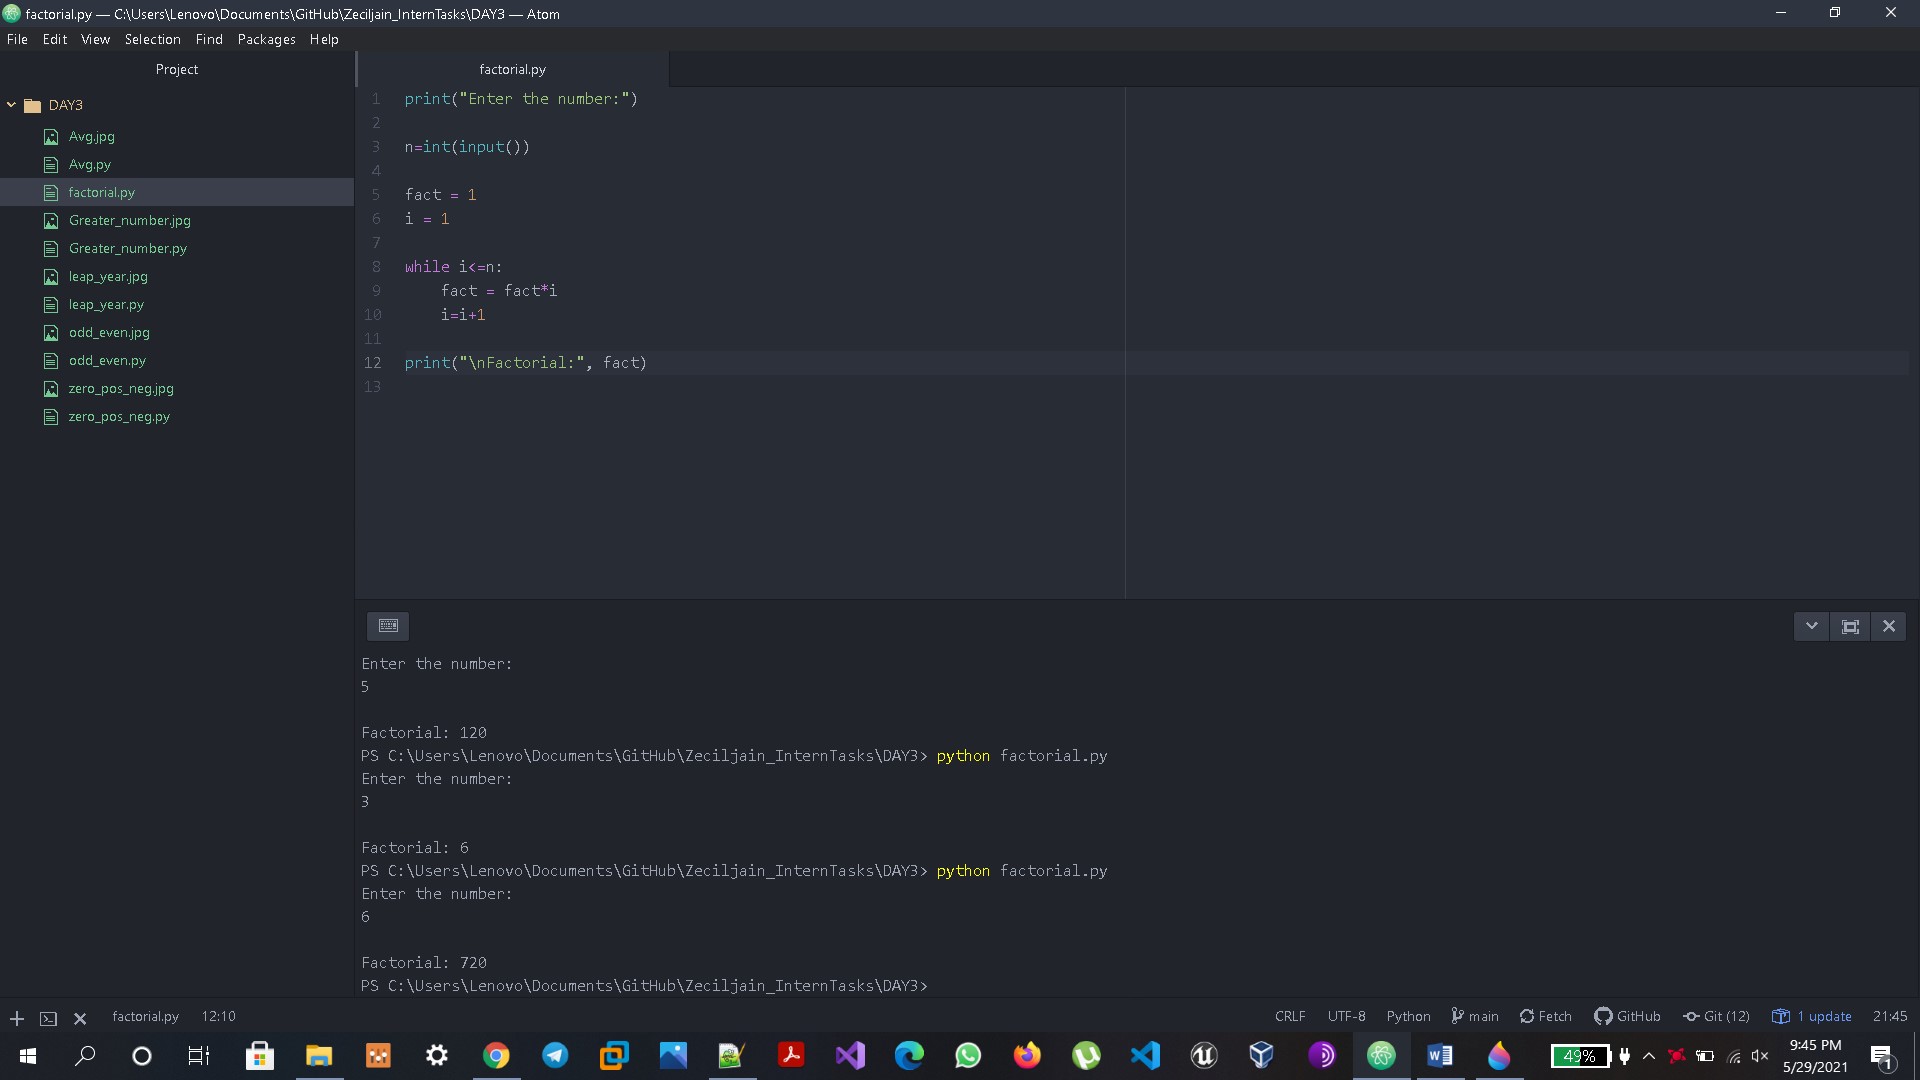 factorial.py — C:\Users\Lenovo\Documents\GitHub\Zeciljain_InternTasks\DAY3 — Atom
File Edit View Selection Find Packages Help
Project
DAY3
Avg.jpg
Avg.py
factorial.py
Greater_number.jpg
Greater_number.py
leap_year.jpg
leap_year.py
odd_even.jpg
odd_even.py
zero_pos_neg.jpg
zero_pos_neg.py
factorial.py
1 print("Enter the number:")
2
3 n=int(input())
4
5 fact = 1
6 i = 1
7
8 while i<=n:
9     fact = fact*i
10     i=i+1
11
12 print("\nFactorial:", fact)
13
Enter the number:
5
Factorial: 120
PS C:\Users\Lenovo\Documents\GitHub\Zeciljain_InternTasks\DAY3> python factorial.py
Enter the number:
3
Factorial: 6
PS C:\Users\Lenovo\Documents\GitHub\Zeciljain_InternTasks\DAY3> python factorial.py
Enter the number:
6
Factorial: 720
PS C:\Users\Lenovo\Documents\GitHub\Zeciljain_InternTasks\DAY3>
factorial.py 12:10 CRLF UTF-8 Python main Fetch GitHub Git (12) 1 update 21:45
49% 9:45 PM
5/29/2021 1